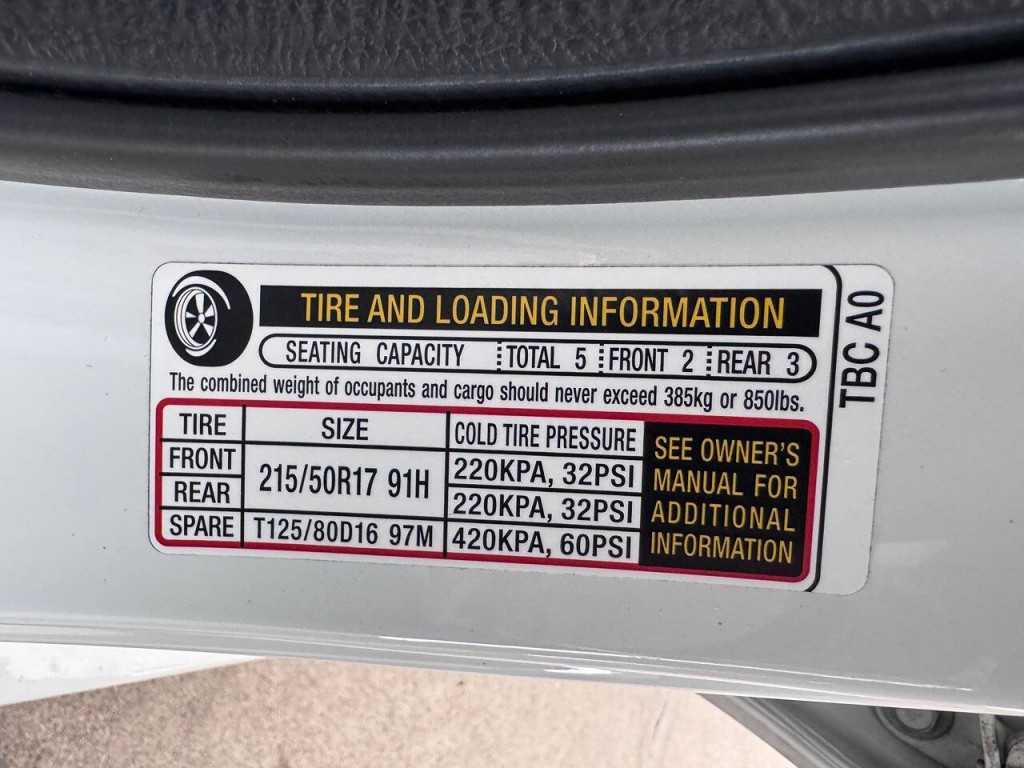 TIRE AND LOADING INFORMATION
SEATING CAPACITY TOTAL 5 FRONT 2 REAR 3
The combined weight of occupants and cargo should never exceed 385kg or 850lbs.
TIRE SIZE COLD TIRE PRESSURE
FRONT 215/50R17 91H 220KPA, 32PSI
REAR 220KPA, 32PSI
SPARE T125/80D16 97M 420KPA, 60PSI
SEE OWNER'S
MANUAL FOR
ADDITIONAL
INFORMATION
TBC A0